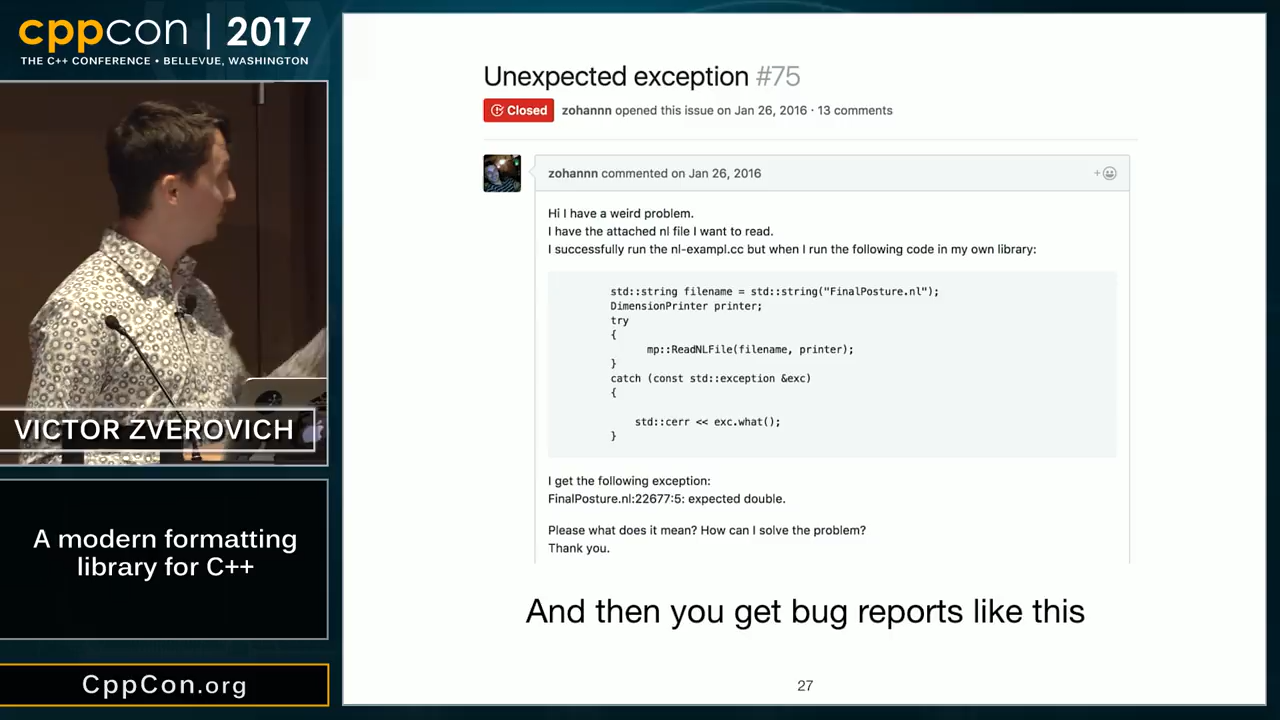 cppcon | 2017
THE C++ CONFERENCE • BELLEVUE, WASHINGTON
VICTOR ZVEROVICH
A modern formatting
library for C++
CppCon.org
Unexpected exception #75
Closed zohannn opened this issue on Jan 26, 2016 · 13 comments
zohannn commented on Jan 26, 2016
Hi I have a weird problem.
I have the attached nl file I want to read.
I successfully run the nl-exampl.cc but when I run the following code in my own library:
std::string filename = std::string("FinalPosture.nl");
DimensionPrinter printer;
try
{
mp::ReadNLFile(filename, printer);
}
catch (const std::exception &exc)
{
std::cerr << exc.what();
}
I get the following exception:
FinalPosture.nl:22677:5: expected double.
Please what does it mean? How can I solve the problem?
Thank you.
And then you get bug reports like this
27